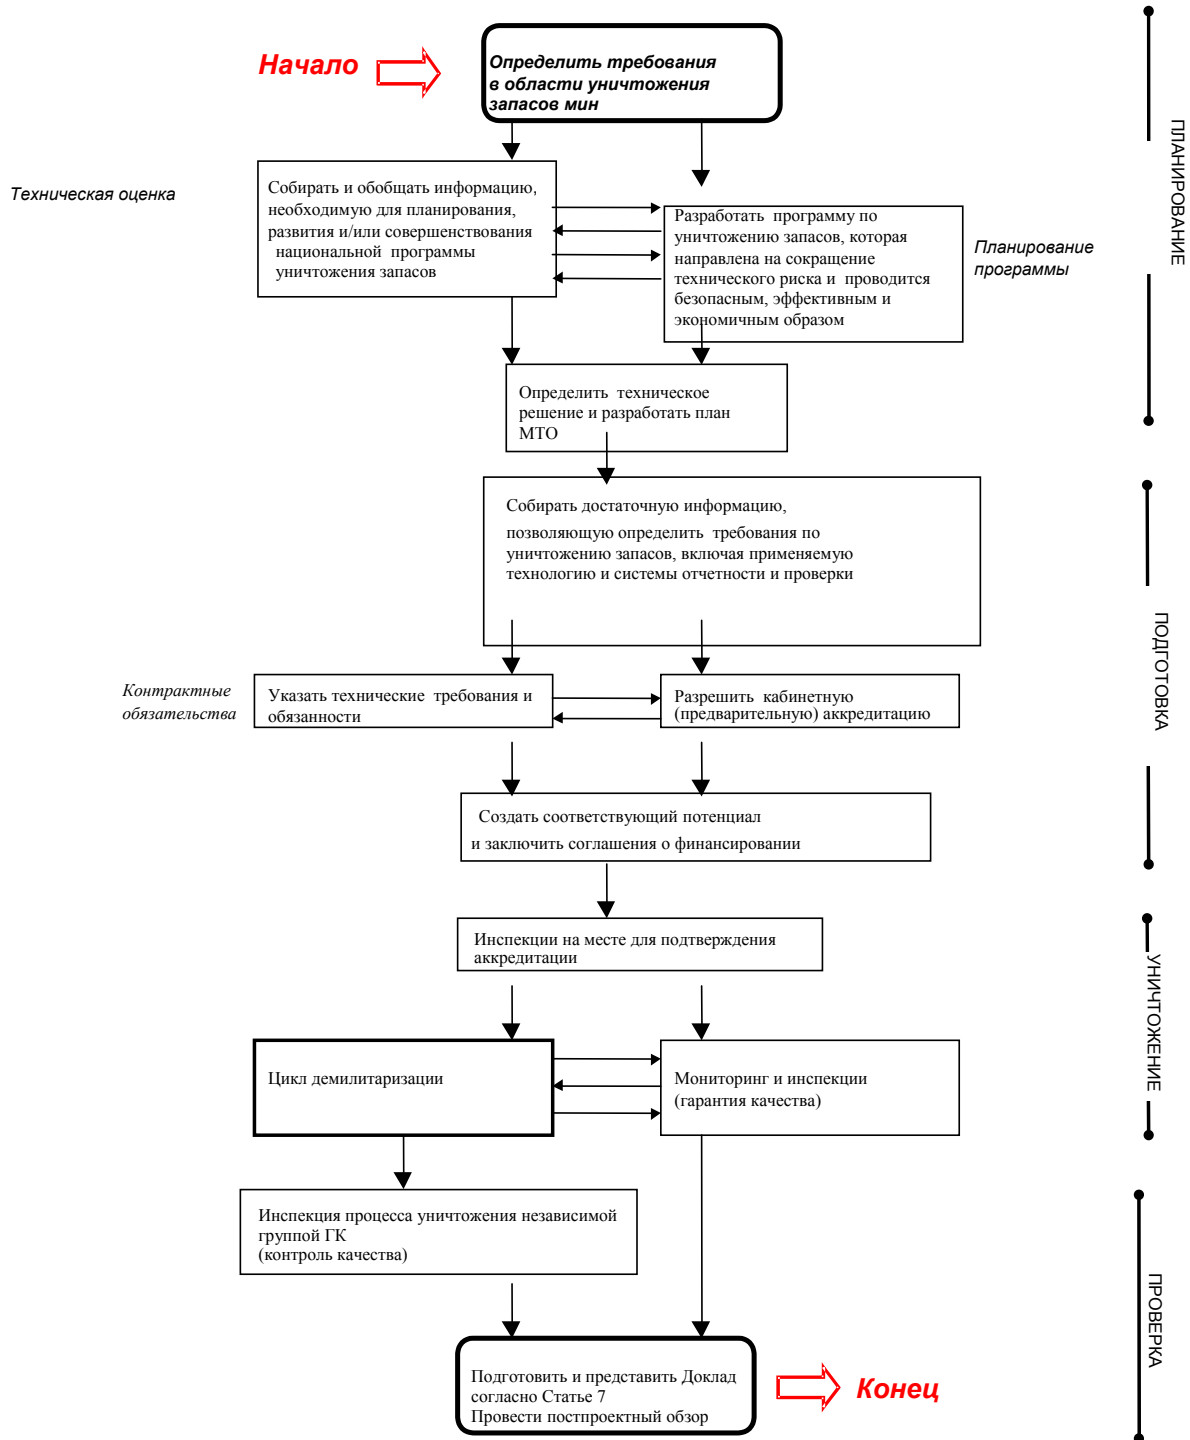 Начало
Определить требования
в области уничтожения
запасов мин
ПЛАНИРОВАНИЕ
Техническая оценка
Собирать и обобщать информацию,
необходимую для планирования,
развития и/или совершенствования
национальной программы
уничтожения запасов
Разработать программу по
уничтожению запасов, которая
направлена на сокращение
технического риска и проводится
безопасным, эффективным и
экономичным образом
Планирование
программы
Определить техническое
решение и разработать план
МТО
Собирать достаточную информацию,
позволяющую определить требования по
уничтожению запасов, включая применяемую
технологию и системы отчетности и проверки
ПОДГОТОВКА
Контрактные
обязательства
Указать технические требования и
обязанности
Разрешить кабинетную
(предварительную) аккредитацию
Создать соответствующий потенциал
и заключить соглашения о финансировании
Инспекции на месте для подтверждения
аккредитации
УНИЧТОЖЕНИЕ
Цикл демилитаризации
Мониторинг и инспекции
(гарантия качества)
Инспекция процесса уничтожения независимой
группой ГК
(контроль качества)
ПРОВЕРКА
Подготовить и представить Доклад
согласно Статье 7
Провести постпроектный обзор
Конец